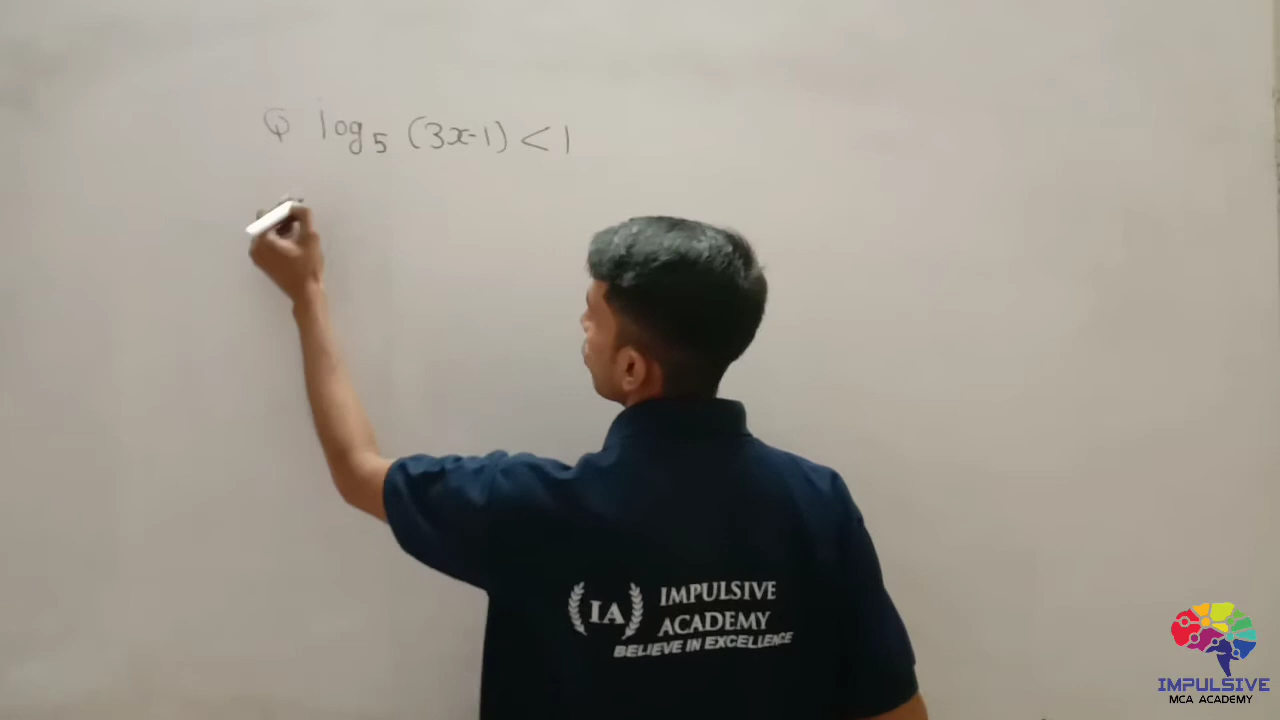 Q log₅ (3x-1) < 1
IA IMPULSIVE
ACADEMY
BELIEVE IN EXCELLENCE
IMPULSIVE
MCA ACADEMY